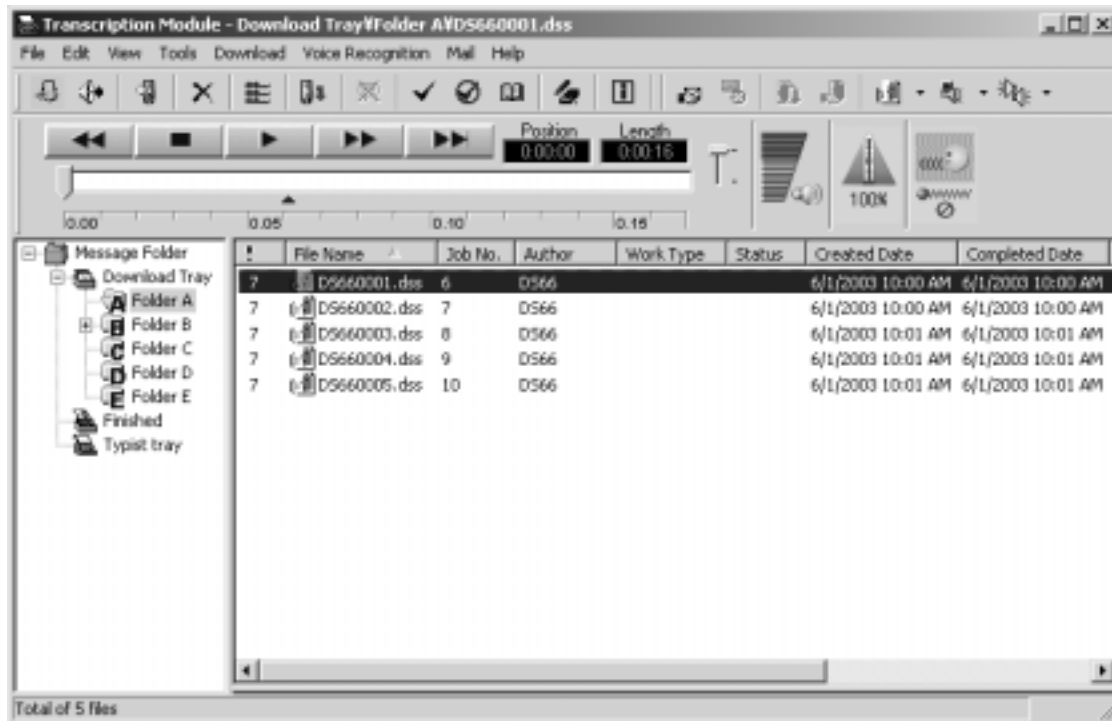 Transcription Module - Download Tray¥Folder A¥DS660001.dss
File Edit View Tools Download Voice Recognition Mail Help
Position Length
0:00:00 0:00:16
100%
0.00 0.05 0.10 0.15
Message Folder
Download Tray
A Folder A
B Folder B
C Folder C
D Folder D
E Folder E
Finished
Typist tray
! File Name Job No. Author Work Type Status Created Date Completed Date
7 DS660001.dss 6 DS66 6/1/2003 10:00 AM 6/1/2003 10:00 AM
7 DS660002.dss 7 DS66 6/1/2003 10:00 AM 6/1/2003 10:00 AM
7 DS660003.dss 8 DS66 6/1/2003 10:01 AM 6/1/2003 10:01 AM
7 DS660004.dss 9 DS66 6/1/2003 10:01 AM 6/1/2003 10:01 AM
7 DS660005.dss 10 DS66 6/1/2003 10:01 AM 6/1/2003 10:01 AM
Total of 5 files